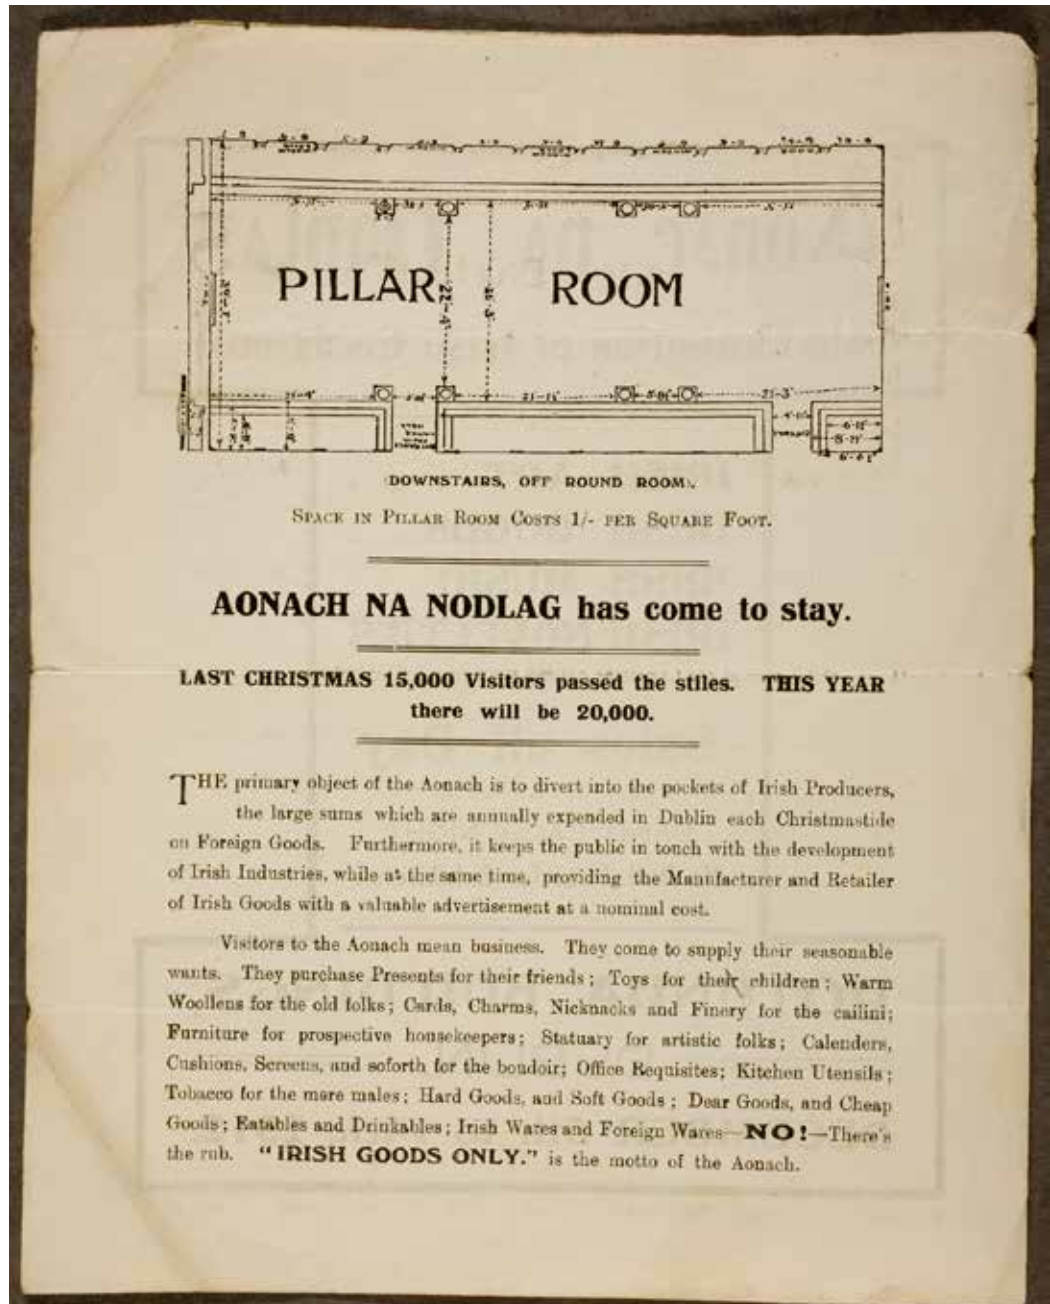 PILLAR ROOM
22'-4"
21-3"
(DOWNSTAIRS, OFF ROUND ROOM).
SPACE IN PILLAR ROOM COSTS 1/- PER SQUARE FOOT.
AONACH NA NODLAG has come to stay.
LAST CHRISTMAS 15,000 Visitors passed the stiles. THIS YEAR
there will be 20,000.
THE primary object of the Aonach is to divert into the pockets of Irish Producers,
the large sums which are annually expended in Dublin each Christmastide
on Foreign Goods. Furthermore, it keeps the public in touch with the development
of Irish Industries, while at the same time, providing the Manufacturer and Retailer
of Irish Goods with a valuable advertisement at a nominal cost.
Visitors to the Aonach mean business. They come to supply their seasonable
wants. They purchase Presents for their friends; Toys for their children; Warm
Woollens for the old folks; Cards, Charms, Nicknacks and Finery for the cailini;
Furniture for prospective housekeepers; Statuary for artistic folks; Calenders,
Cushions, Screens, and soforth for the boudoir; Office Requisites; Kitchen Utensils;
Tobacco for the mere males; Hard Goods, and Soft Goods; Dear Goods, and Cheap
Goods; Eatables and Drinkables; Irish Wares and Foreign Wares—NO!—There's
the rub. "IRISH GOODS ONLY." is the motto of the Aonach.